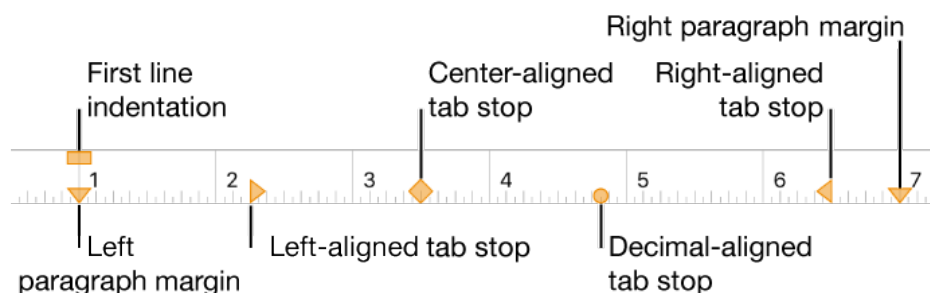 Right paragraph margin
First line
indentation
Center-aligned
tab stop
Right-aligned
tab stop
1 2 3 4 5 6 7
Left
paragraph margin
Left-aligned tab stop
Decimal-aligned
tab stop